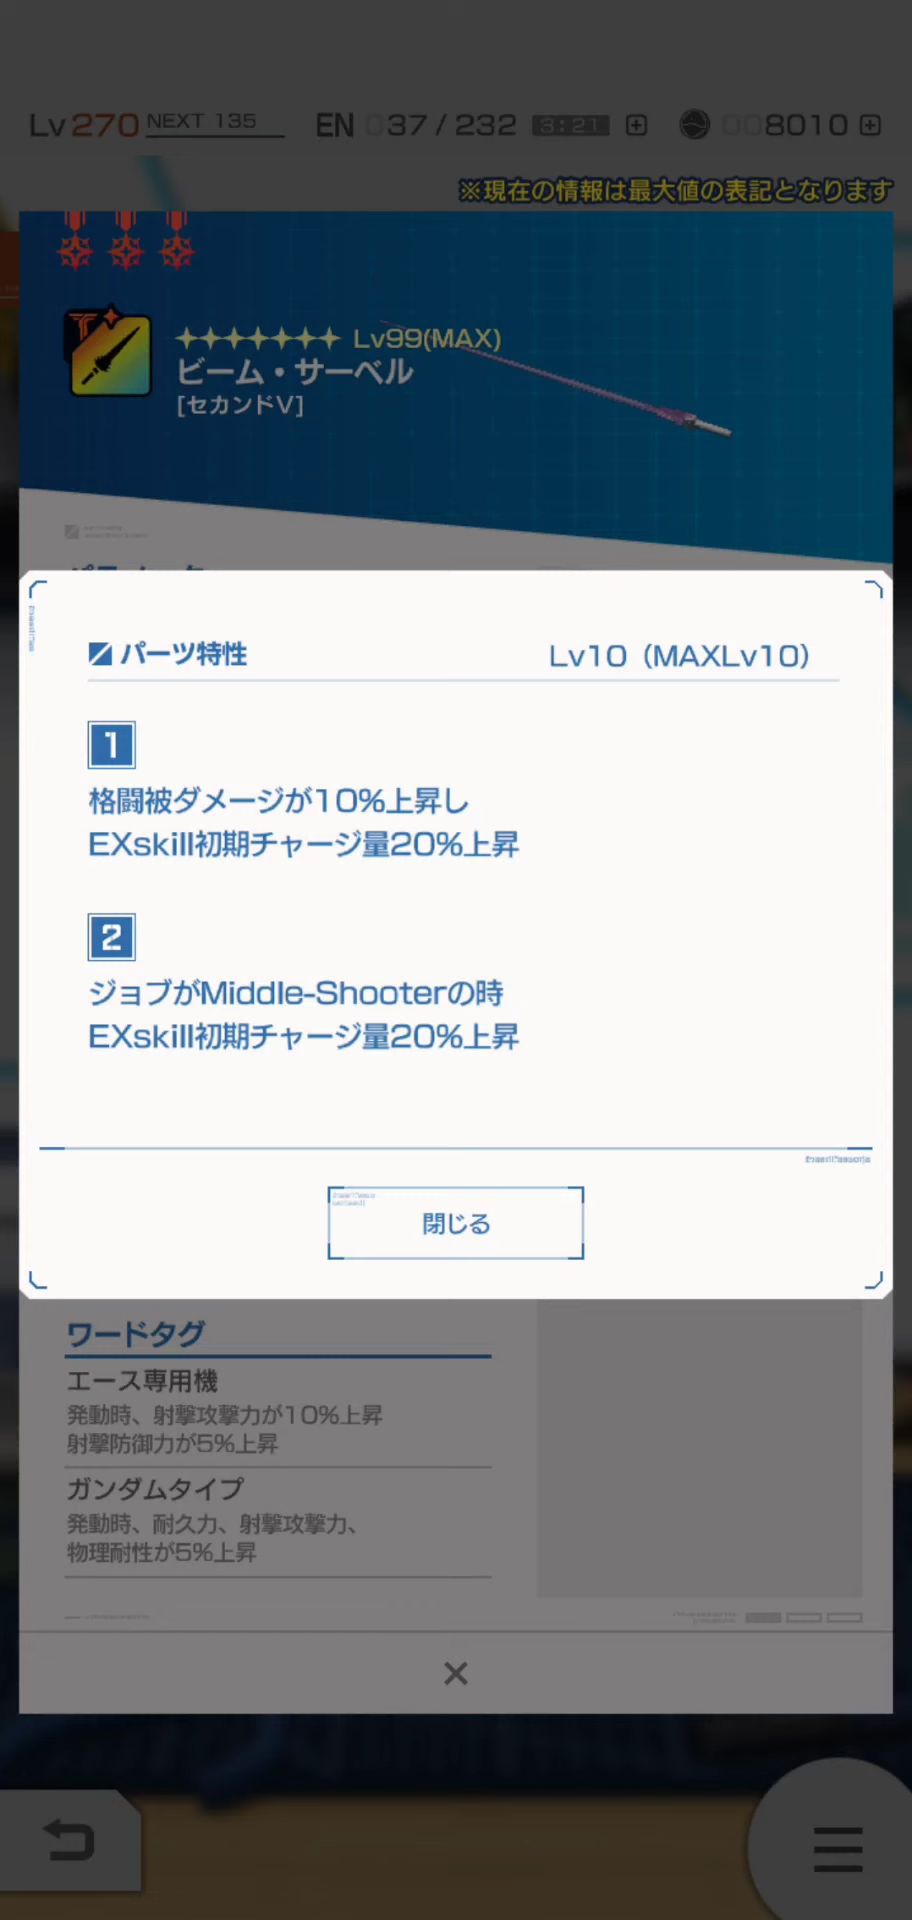 Lv270 NEXT 135 EN 037/232 3:21 008010
※現在の情報は最大値の表記となります
Lv99(MAX)
ビーム・サーベル
[セカンドV]
パーツ特性 Lv10（MAXLv10）
1
格闘被ダメージが10%上昇し
EXskill初期チャージ量20%上昇
2
ジョブがMiddle-Shooterの時
EXskill初期チャージ量20%上昇
閉じる
ワードタグ
エース専用機
発動時、射撃攻撃力が10%上昇
射撃防御力が5%上昇
ガンダムタイプ
発動時、耐久力、射撃攻撃力、
物理耐性が5%上昇